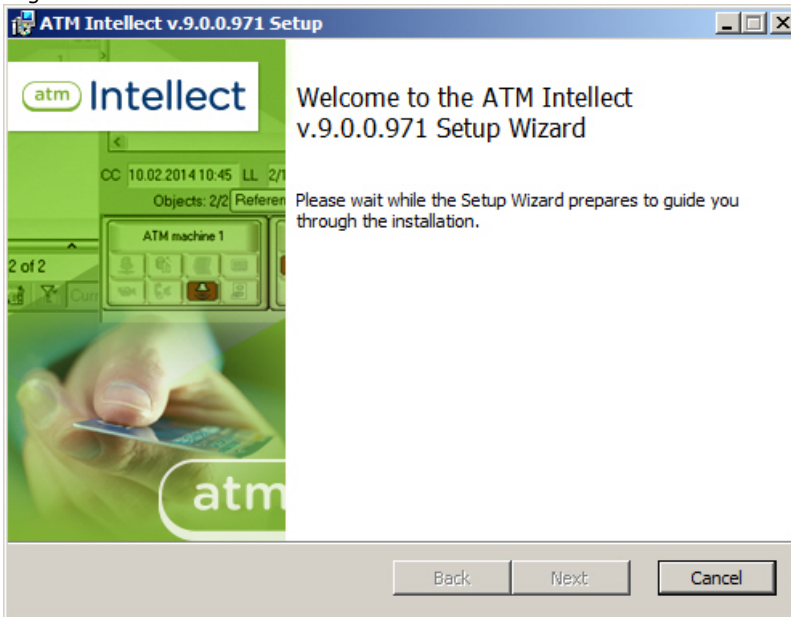 ATM Intellect v.9.0.0.971 Setup
atm Intellect
Welcome to the ATM Intellect
v.9.0.0.971 Setup Wizard
CC 10.02.2014 10:45 LL 2/1
Objects: 2/2
Please wait while the Setup Wizard prepares to guide you
through the installation.
ATM machine 1
2 of 2
atm
Back Next Cancel